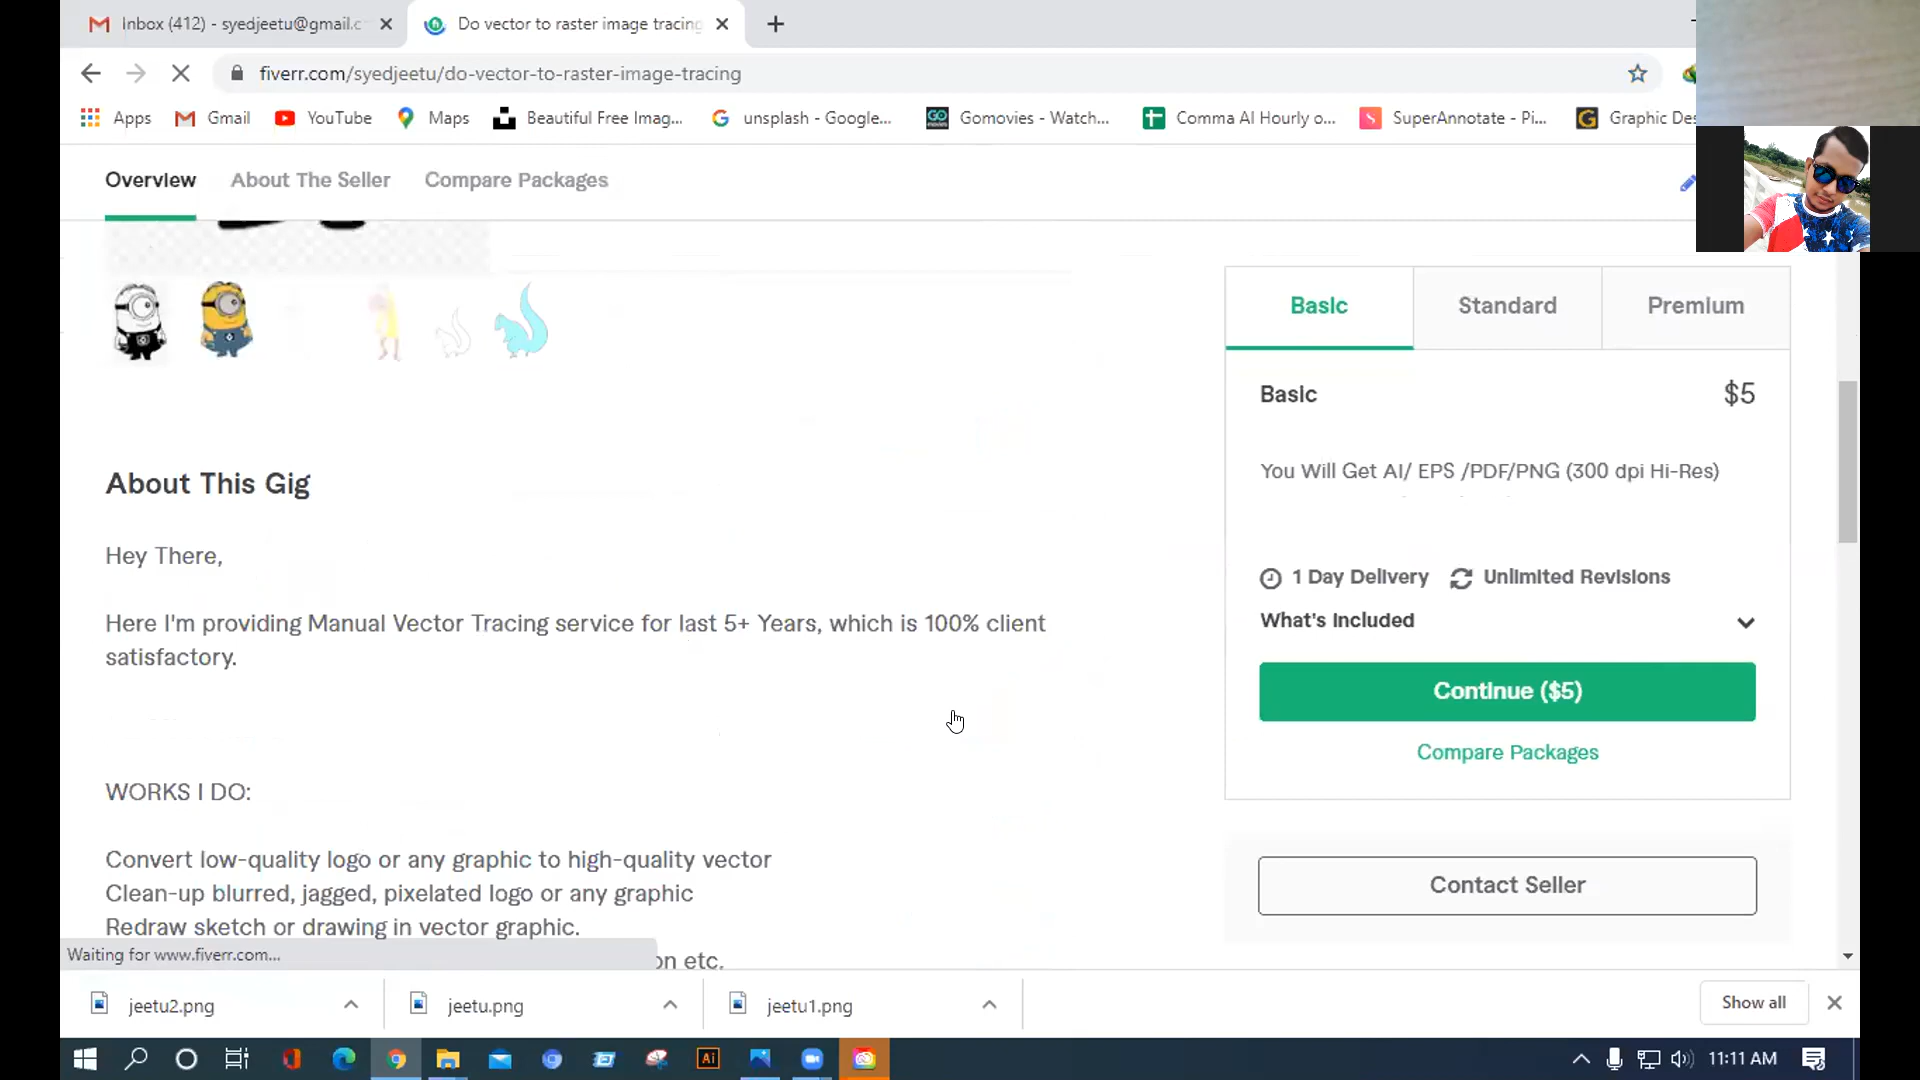 Inbox (412) - syedjeetu@gmail.c
Do vector to raster image tracing
fiverr.com/syedjeetu/do-vector-to-raster-image-tracing
Apps
Gmail
YouTube
Maps
Beautiful Free Imag...
unsplash - Google...
Gomovies - Watch...
Comma AI Hourly o...
SuperAnnotate - Pi...
Graphic Des
Overview
About The Seller
Compare Packages
Basic
Standard
Premium
Basic
$5
You Will Get AI/ EPS /PDF/PNG (300 dpi Hi-Res)
1 Day Delivery
Unlimited Revisions
What's Included
Continue ($5)
Compare Packages
Contact Seller
About This Gig
Hey There,
Here I'm providing Manual Vector Tracing service for last 5+ Years, which is 100% client
satisfactory.
WORKS I DO:
Convert low-quality logo or any graphic to high-quality vector
Clean-up blurred, jagged, pixelated logo or any graphic
Redraw sketch or drawing in vector graphic.
etc.
Waiting for www.fiverr.com...
jeetu2.png
jeetu.png
jeetu1.png
Show all
Ai
11:11 AM